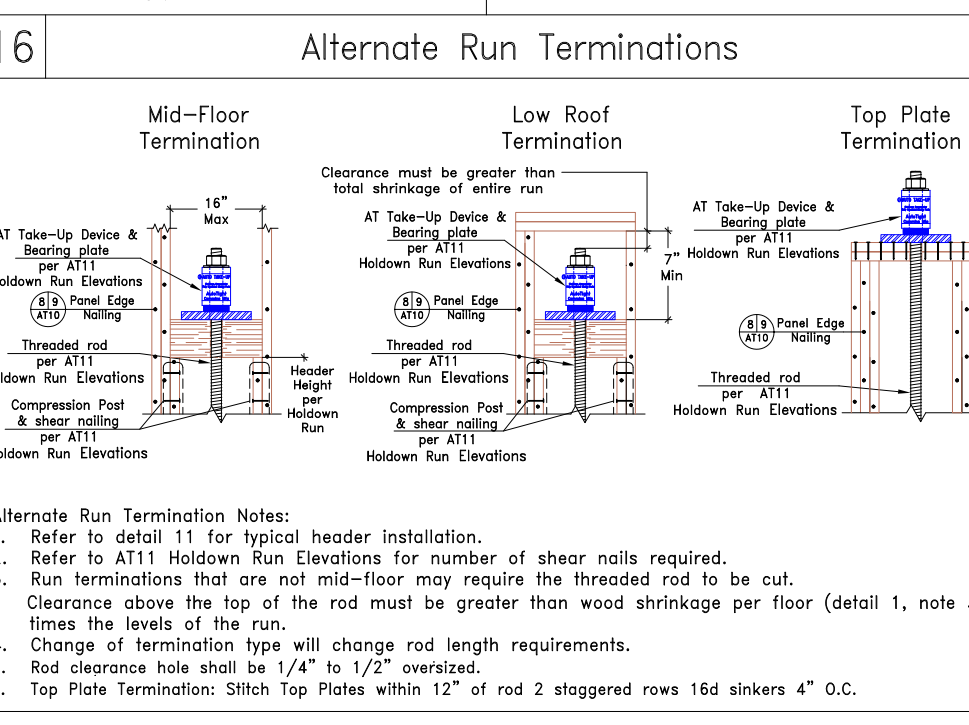 16
Alternate Run Terminations
Mid-Floor
Termination
16"
Max
AT Take-Up Device &
Bearing plate
per AT11
Holdown Run Elevations
8 9
AT10
Panel Edge
Nailing
Threaded rod
per AT11
Holdown Run Elevations
Compression Post
& shear nailing
per AT11
Holdown Run Elevations
Header
Height
per
Holdown
Run
Low Roof
Termination
Clearance must be greater than
total shrinkage of entire run
AT Take-Up Device &
Bearing plate
per AT11
Holdown Run Elevations
7"
Min
8 9
AT10
Panel Edge
Nailing
Threaded rod
per AT11
Holdown Run Elevations
Compression Post
& shear nailing
per AT11
Holdown Run Elevations
Top Plate
Termination
AT Take-Up Device &
Bearing plate
per AT11
Holdown Run Elevations
8 9
AT10
Panel Edge
Nailing
Threaded rod
per AT11
Holdown Run Elevations
Alternate Run Termination Notes:
. Refer to detail 11 for typical header installation.
. Refer to AT11 Holdown Run Elevations for number of shear nails required.
. Run terminations that are not mid-floor may require the threaded rod to be cut.
Clearance above the top of the rod must be greater than wood shrinkage per floor (detail 1, note
times the levels of the run.
. Change of termination type will change rod length requirements.
. Rod clearance hole shall be 1/4" to 1/2" oversized.
. Top Plate Termination: Stitch Top Plates within 12" of rod 2 staggered rows 16d sinkers 4" O.C.